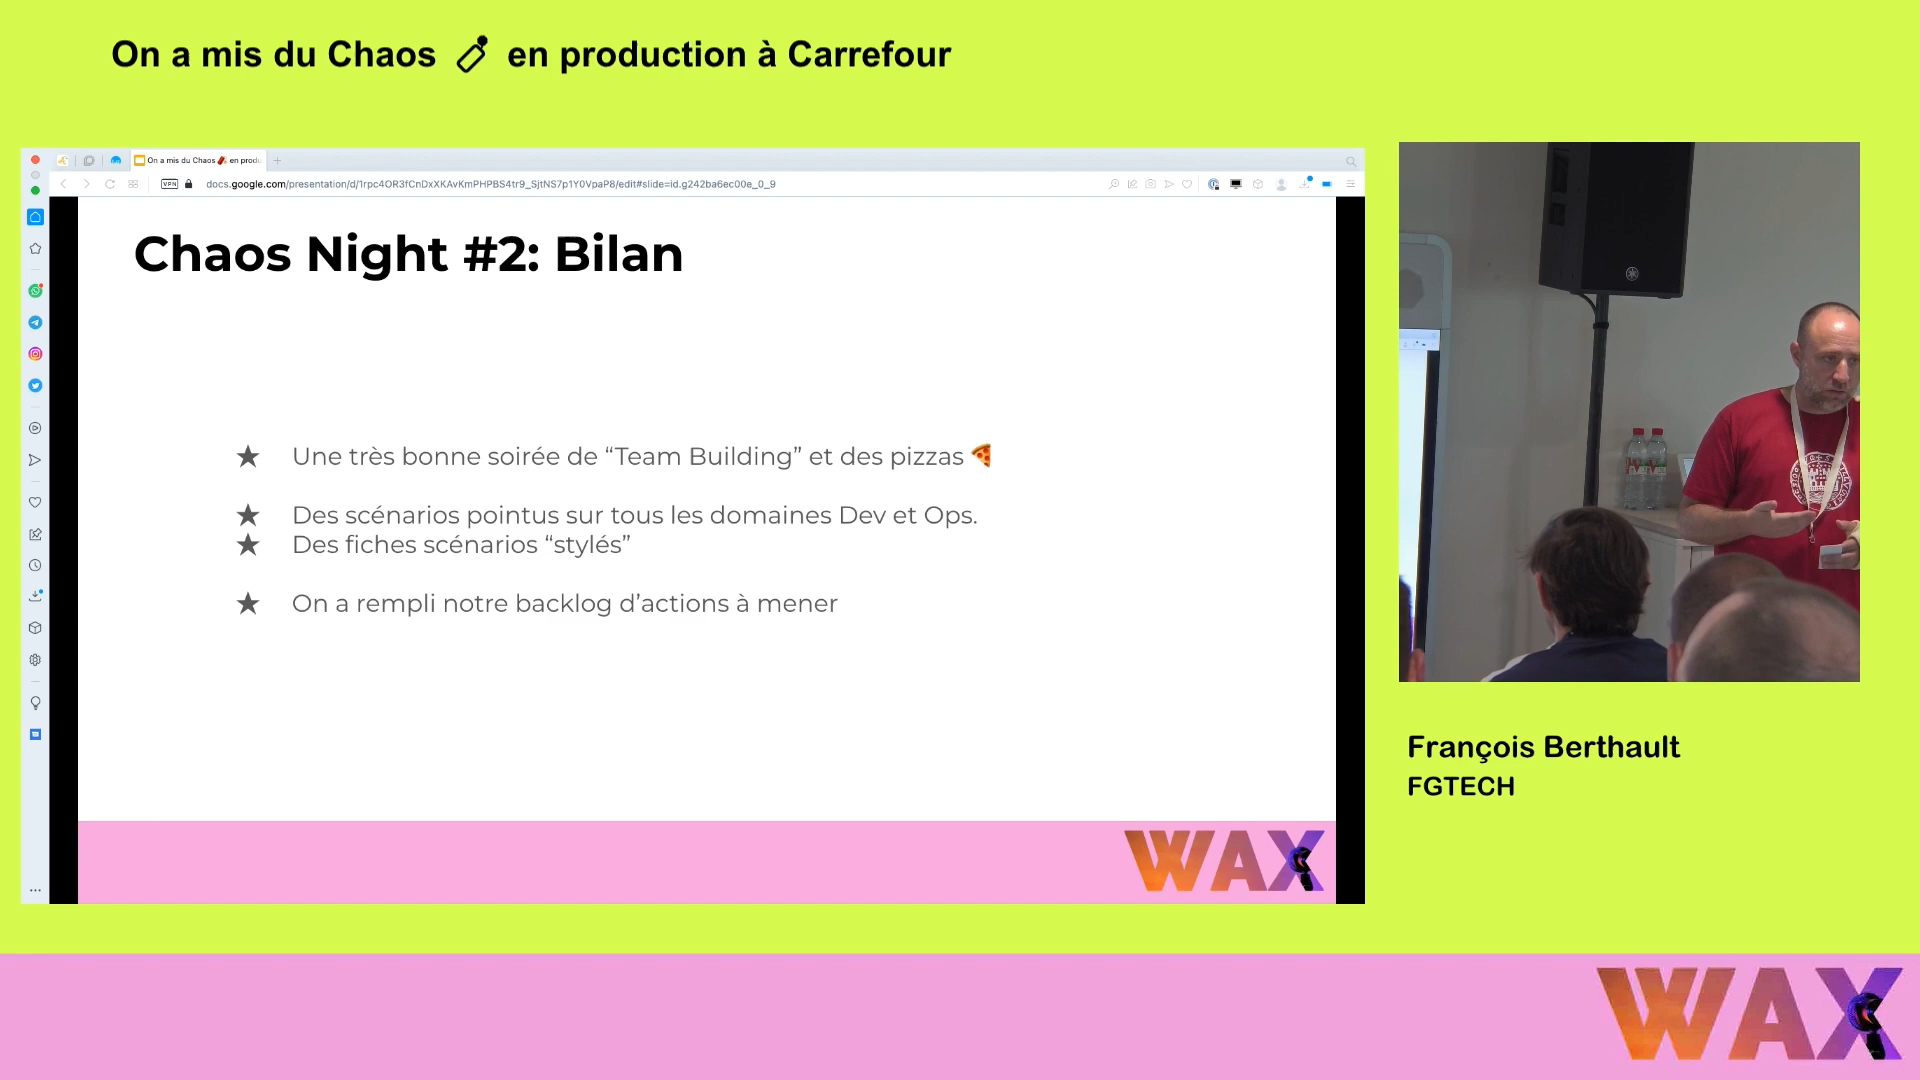 On a mis du Chaos 🧨 en production à Carrefour
On a mis du Chaos 🧨 en produ
VPN
docs.google.com/presentation/d/1rpc4OR3fCnDxXKAvKmPHPBS4tr9_SjtNS7p1Y0VpaP8/edit#slide=id.g242ba6ec00e_0_9
Chaos Night #2: Bilan
★ Une très bonne soirée de “Team Building” et des pizzas 🍕
★ Des scénarios pointus sur tous les domaines Dev et Ops.
★ Des fiches scénarios “stylés”
★ On a rempli notre backlog d’actions à mener
WAX
François Berthault
FGTECH
WAX